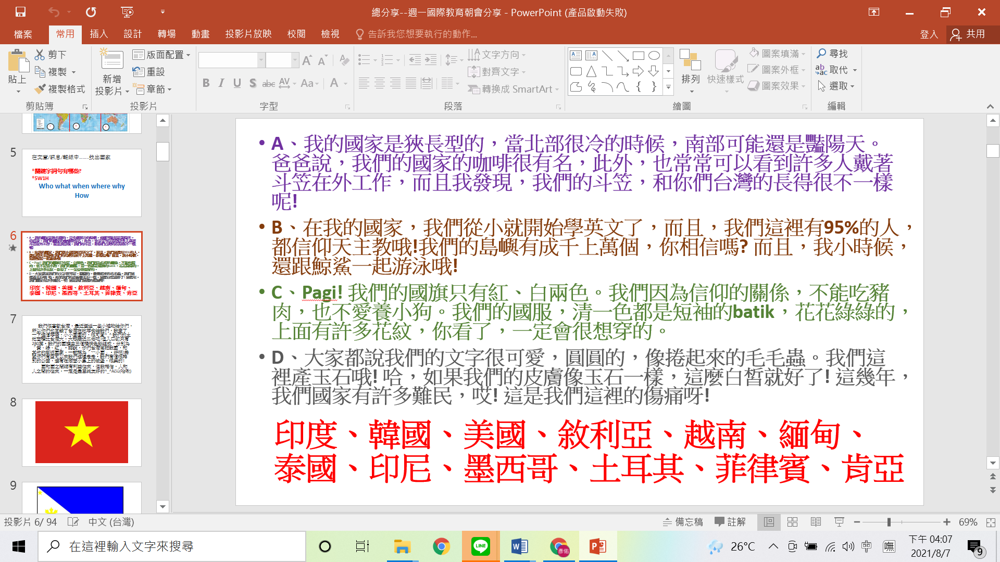 總分享--週一國際教育朝會分享 - PowerPoint (產品啟動失敗)
檔案 常用 插入 設計 轉場 動畫 投影片放映 校閱 檢視 告訴我您想要執行的動作... 登入 共用
貼上
剪下
複製
複製格式
剪貼簿
新增
投影片
版面配置
重設
章節
投影片
B I U S abc AV Aa A
字型
文字方向
對齊文字
轉換成 SmartArt
段落
排列
快速樣式
圖案填滿
圖案外框
圖案效果
繪圖
尋找
取代
選取
編輯
5
在文章/訊息/報紙中.......找出國家
*關鍵字詞句有哪些?
*5W1H
Who what when where why
How
6
印度、韓國、美國、敘利亞、越南、緬甸、
泰國、印尼、墨西哥、土耳其、菲律賓、肯亞
7
8
9
• A、我的國家是狹長型的，當北部很冷的時候，南部可能還是豔陽天。
爸爸說，我們的國家的咖啡很有名，此外，也常常可以看到許多人戴著
斗笠在外工作，而且我發現，我們的斗笠，和你們台灣的長得很不一樣
呢!
• B、在我的國家，我們從小就開始學英文了，而且，我們這裡有95%的人，
都信仰天主教哦!我們的島嶼有成千上萬個，你相信嗎? 而且，我小時候，
還跟鯨鯊一起游泳哦!
• C、Pagi! 我們的國旗只有紅、白兩色。我們因為信仰的關係，不能吃豬
肉，也不愛養小狗。我們的國服，清一色都是短袖的batik，花花綠綠的，
上面有許多花紋，你看了，一定會很想穿的。
• D、大家都說我們的文字很可愛，圓圓的，像捲起來的毛毛蟲。我們這
裡產玉石哦! 哈，如果我們的皮膚像玉石一樣，這麼白皙就好了! 這幾年，
我們國家有許多難民，哎! 這是我們這裡的傷痛呀!
印度、韓國、美國、敘利亞、越南、緬甸、
泰國、印尼、墨西哥、土耳其、菲律賓、肯亞
投影片 6/ 94 中文 (台灣) 備忘稿 註解 69%
在這裡輸入文字來搜尋
LINE
彥佑
26°C
中
下午 04:07
2021/8/7
9